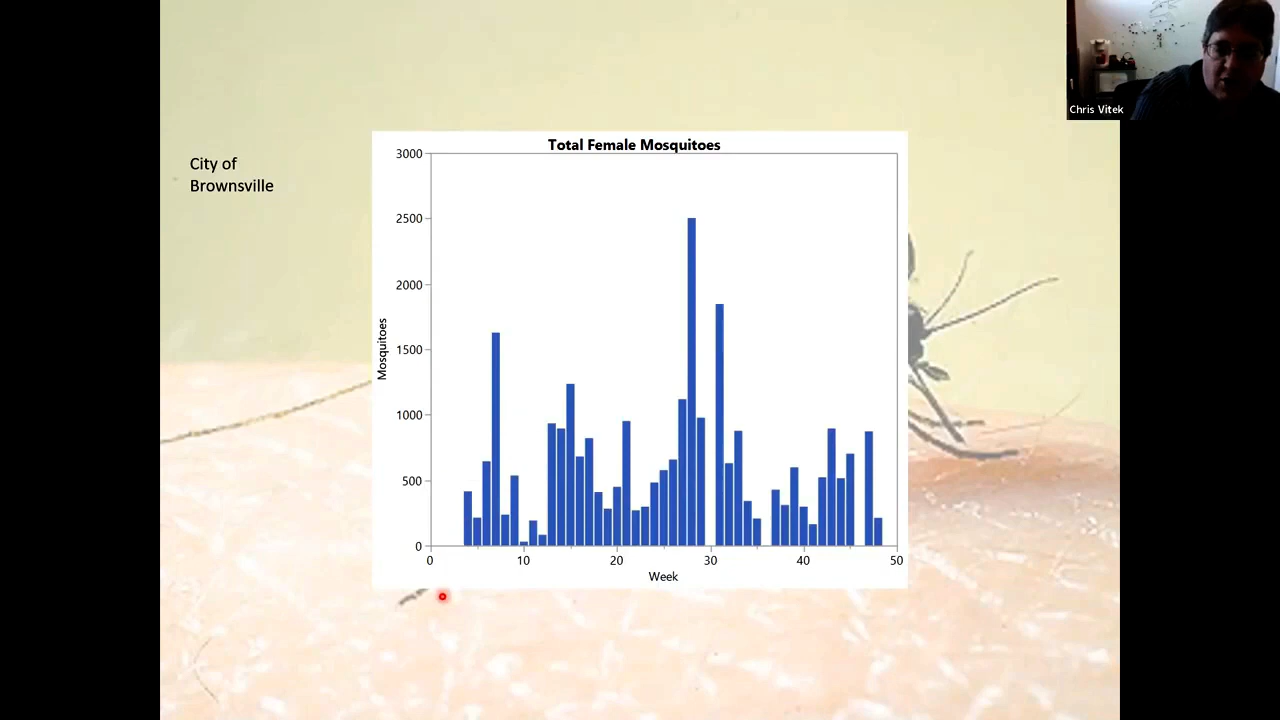 Chris Vitek
City of
Brownsville
Total Female Mosquitoes
3000
2500
2000
1500
1000
500
0
Mosquitoes
0 10 20 30 40 50
Week